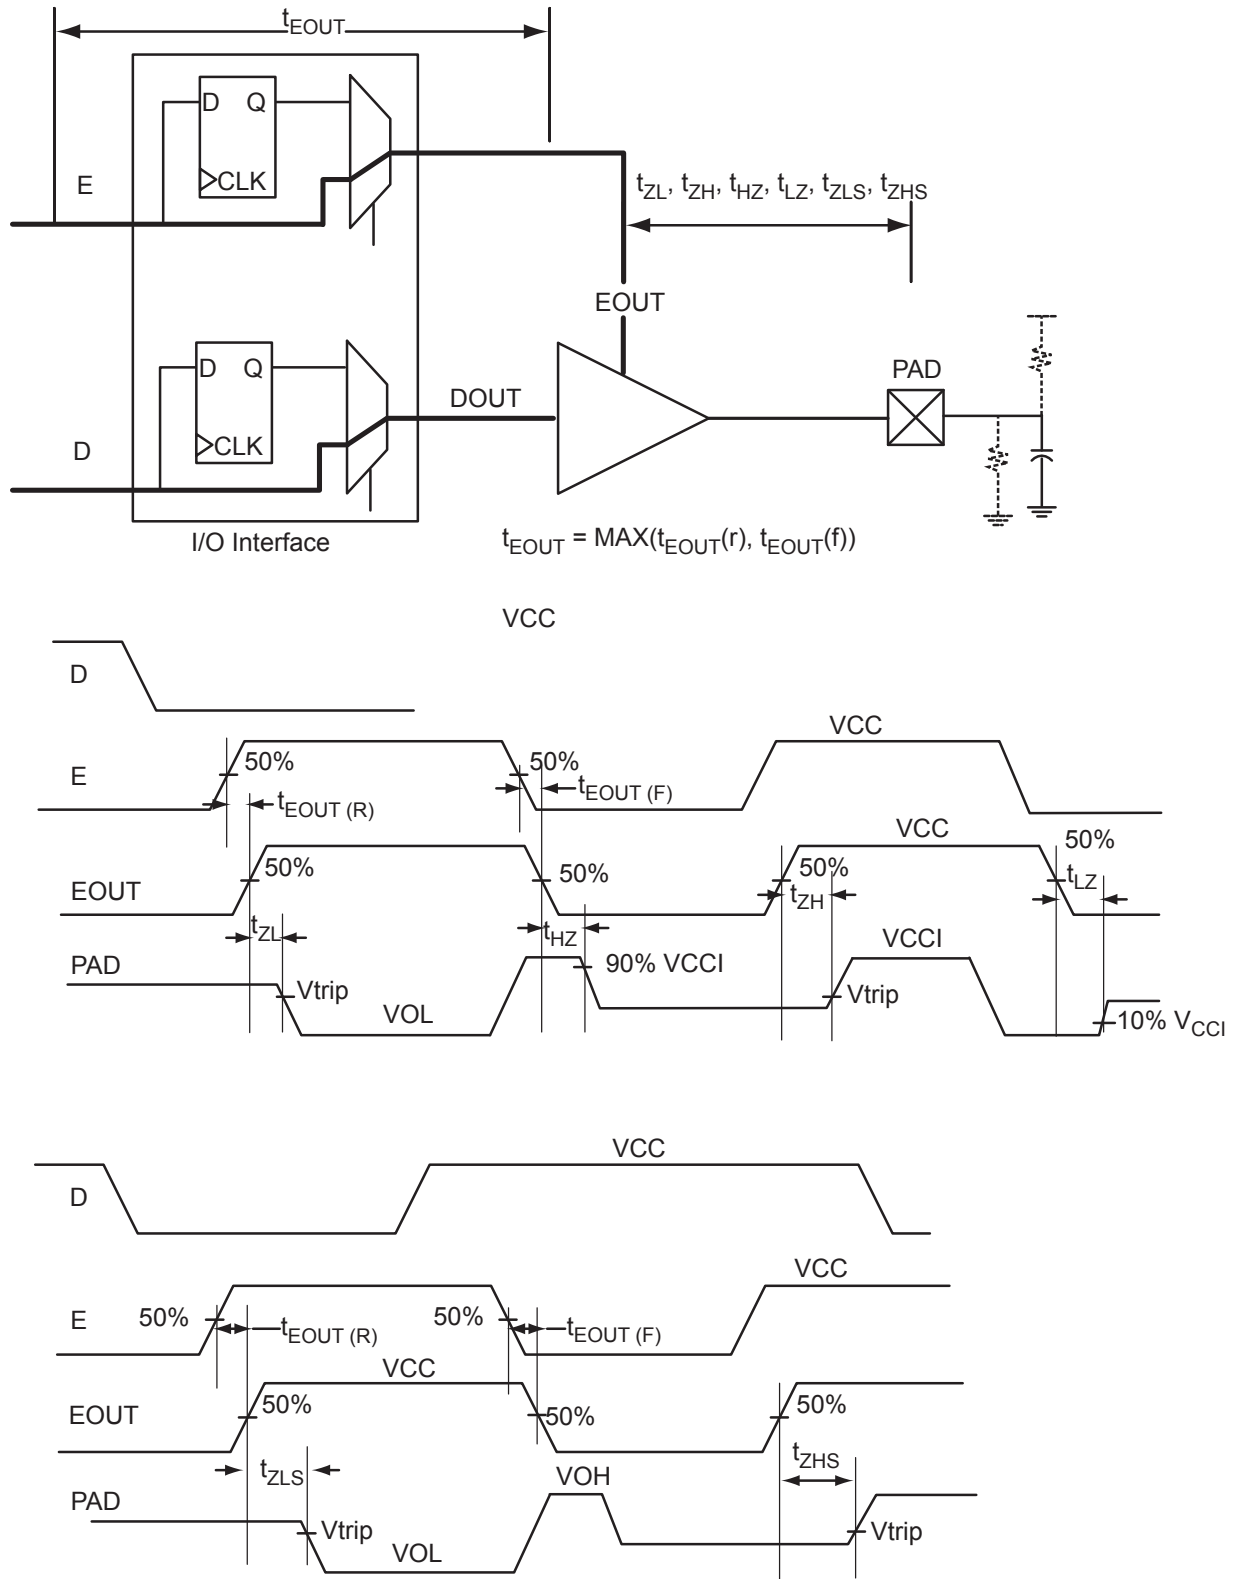 tEOUT
D Q
CLK
E
tZL, tZH, tHZ, tLZ, tZLS, tZHS
EOUT
D Q
CLK
D
DOUT
PAD
I/O Interface
tEOUT = MAX(tEOUT(r), tEOUT(f))
VCC
D
VCC
E
50%
50%
tEOUT (R)
tEOUT (F)
VCC
50%
EOUT
50%
50%
50%
tZL
tHZ
tZH
tLZ
PAD
Vtrip
VOL
90% VCCI
VCCI
Vtrip
10% VCCI
VCC
D
VCC
E
50%
tEOUT (R)
50%
tEOUT (F)
VCC
EOUT
50%
50%
50%
tZLS
tZHS
PAD
VOH
Vtrip
VOL
Vtrip